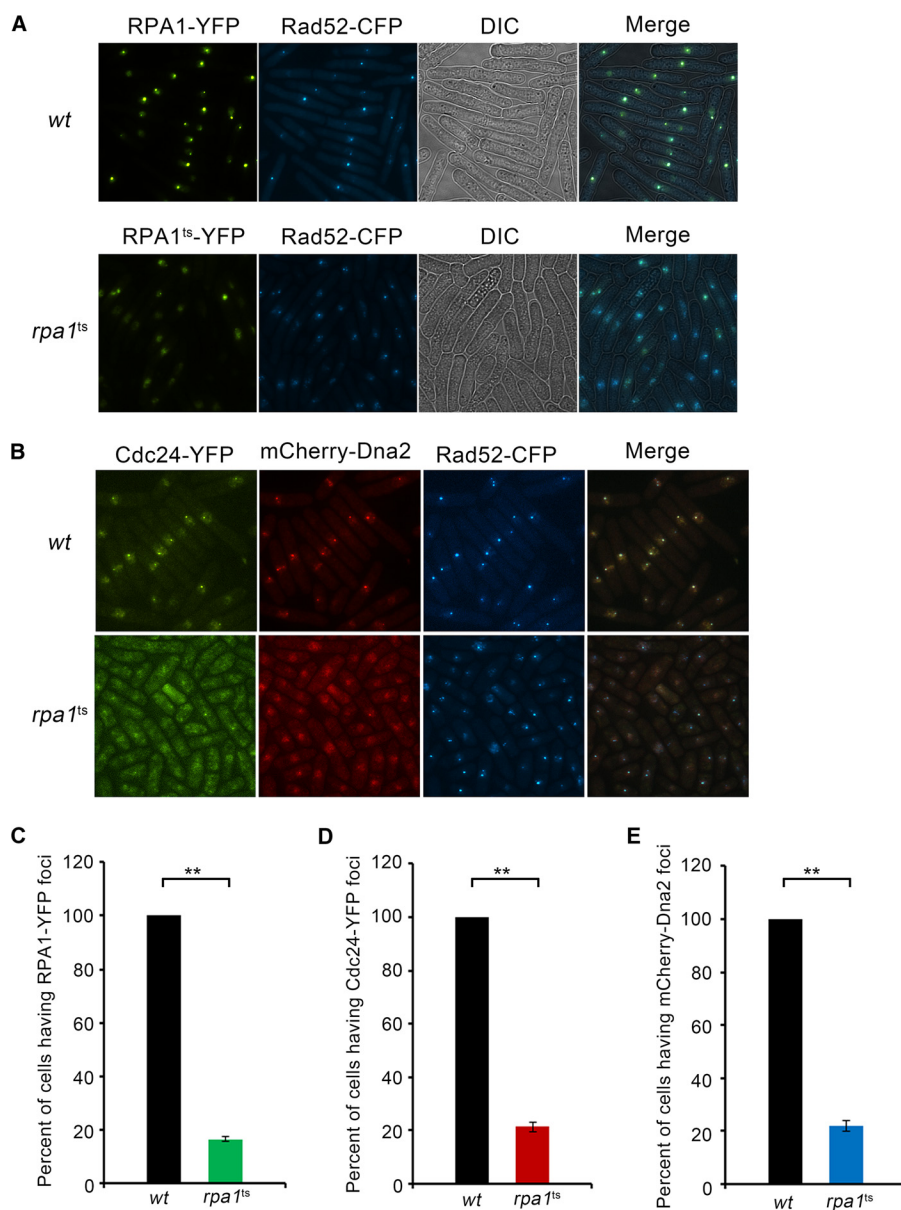 A
RPA1-YFP Rad52-CFP DIC Merge
wt
RPA1ts-YFP Rad52-CFP DIC Merge
rpa1ts
B
Cdc24-YFP mCherry-Dna2 Rad52-CFP Merge
wt
rpa1ts
C
Percent of cells having RPA1-YFP foci
120
100
80
60
40
20
0
**
wt rpa1ts
D
Percent of cells having Cdc24-YFP foci
120
100
80
60
40
20
0
**
wt rpa1ts
E
Percent of cells having mCherry-Dna2 foci
120
100
80
60
40
20
0
**
wt rpa1ts